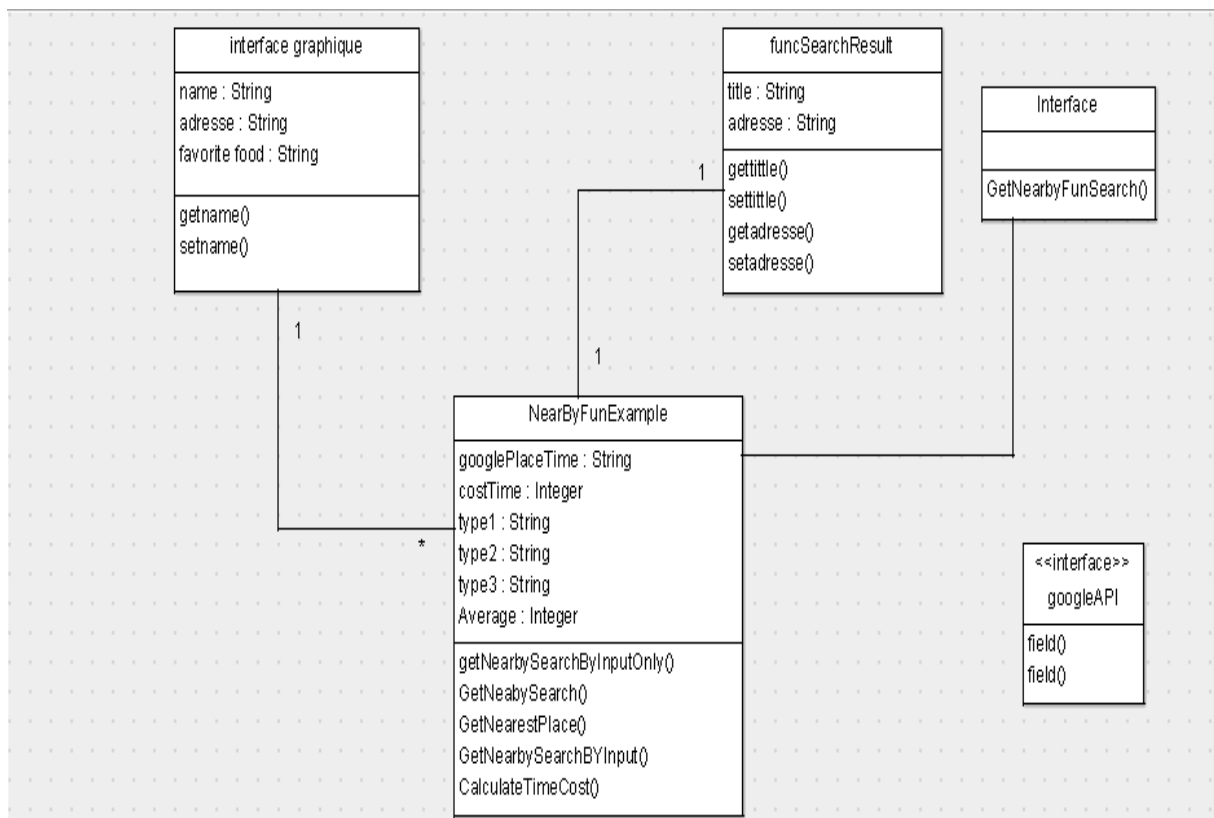 interface graphique
name : String
adresse : String
favorite food : String
getname()
setname()
1
*
funcSearchResult
title : String
adresse : String
gettittle()
settittle()
getadresse()
setadresse()
1
1
Interface
GetNearbyFunSearch()
NearByFunExample
googlePlaceTime : String
costTime : Integer
type1 : String
type2 : String
type3 : String
Average : Integer
getNearbySearchByInputOnly()
GetNeabySearch()
GetNearestPlace()
GetNearbySearchBYInput()
CalculateTimeCost()
<<interface>>
googleAPI
field()
field()